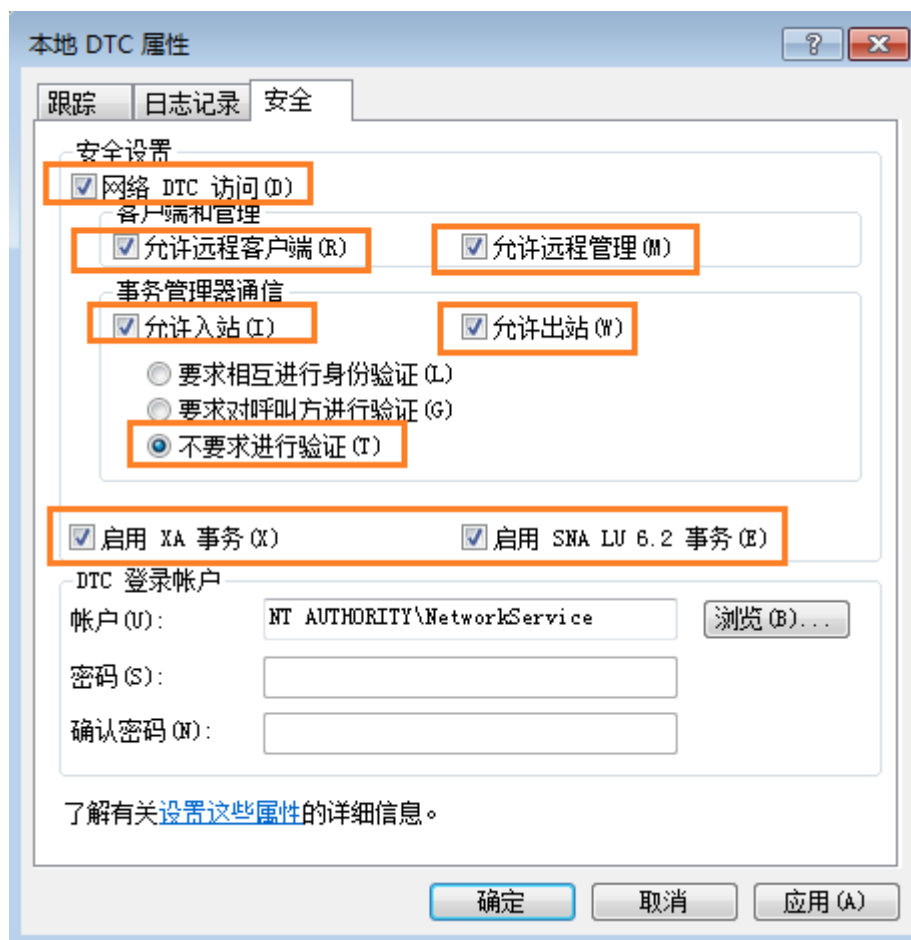 本地 DTC 属性
跟踪 日志记录 安全
安全设置
网络 DTC 访问(D)
客户端和管理
允许远程客户端(R) 允许远程管理(M)
事务管理器通信
允许入站(I) 允许出站(W)
要求相互进行身份验证(L)
要求对呼叫方进行验证(G)
不要求进行验证(T)
启用 XA 事务(X) 启用 SNA LU 6.2 事务(E)
DTC 登录帐户
帐户(U): NT AUTHORITY\NetworkService 浏览(B)...
密码(S):
确认密码(N):
了解有关设置这些属性的详细信息。
确定 取消 应用(A)